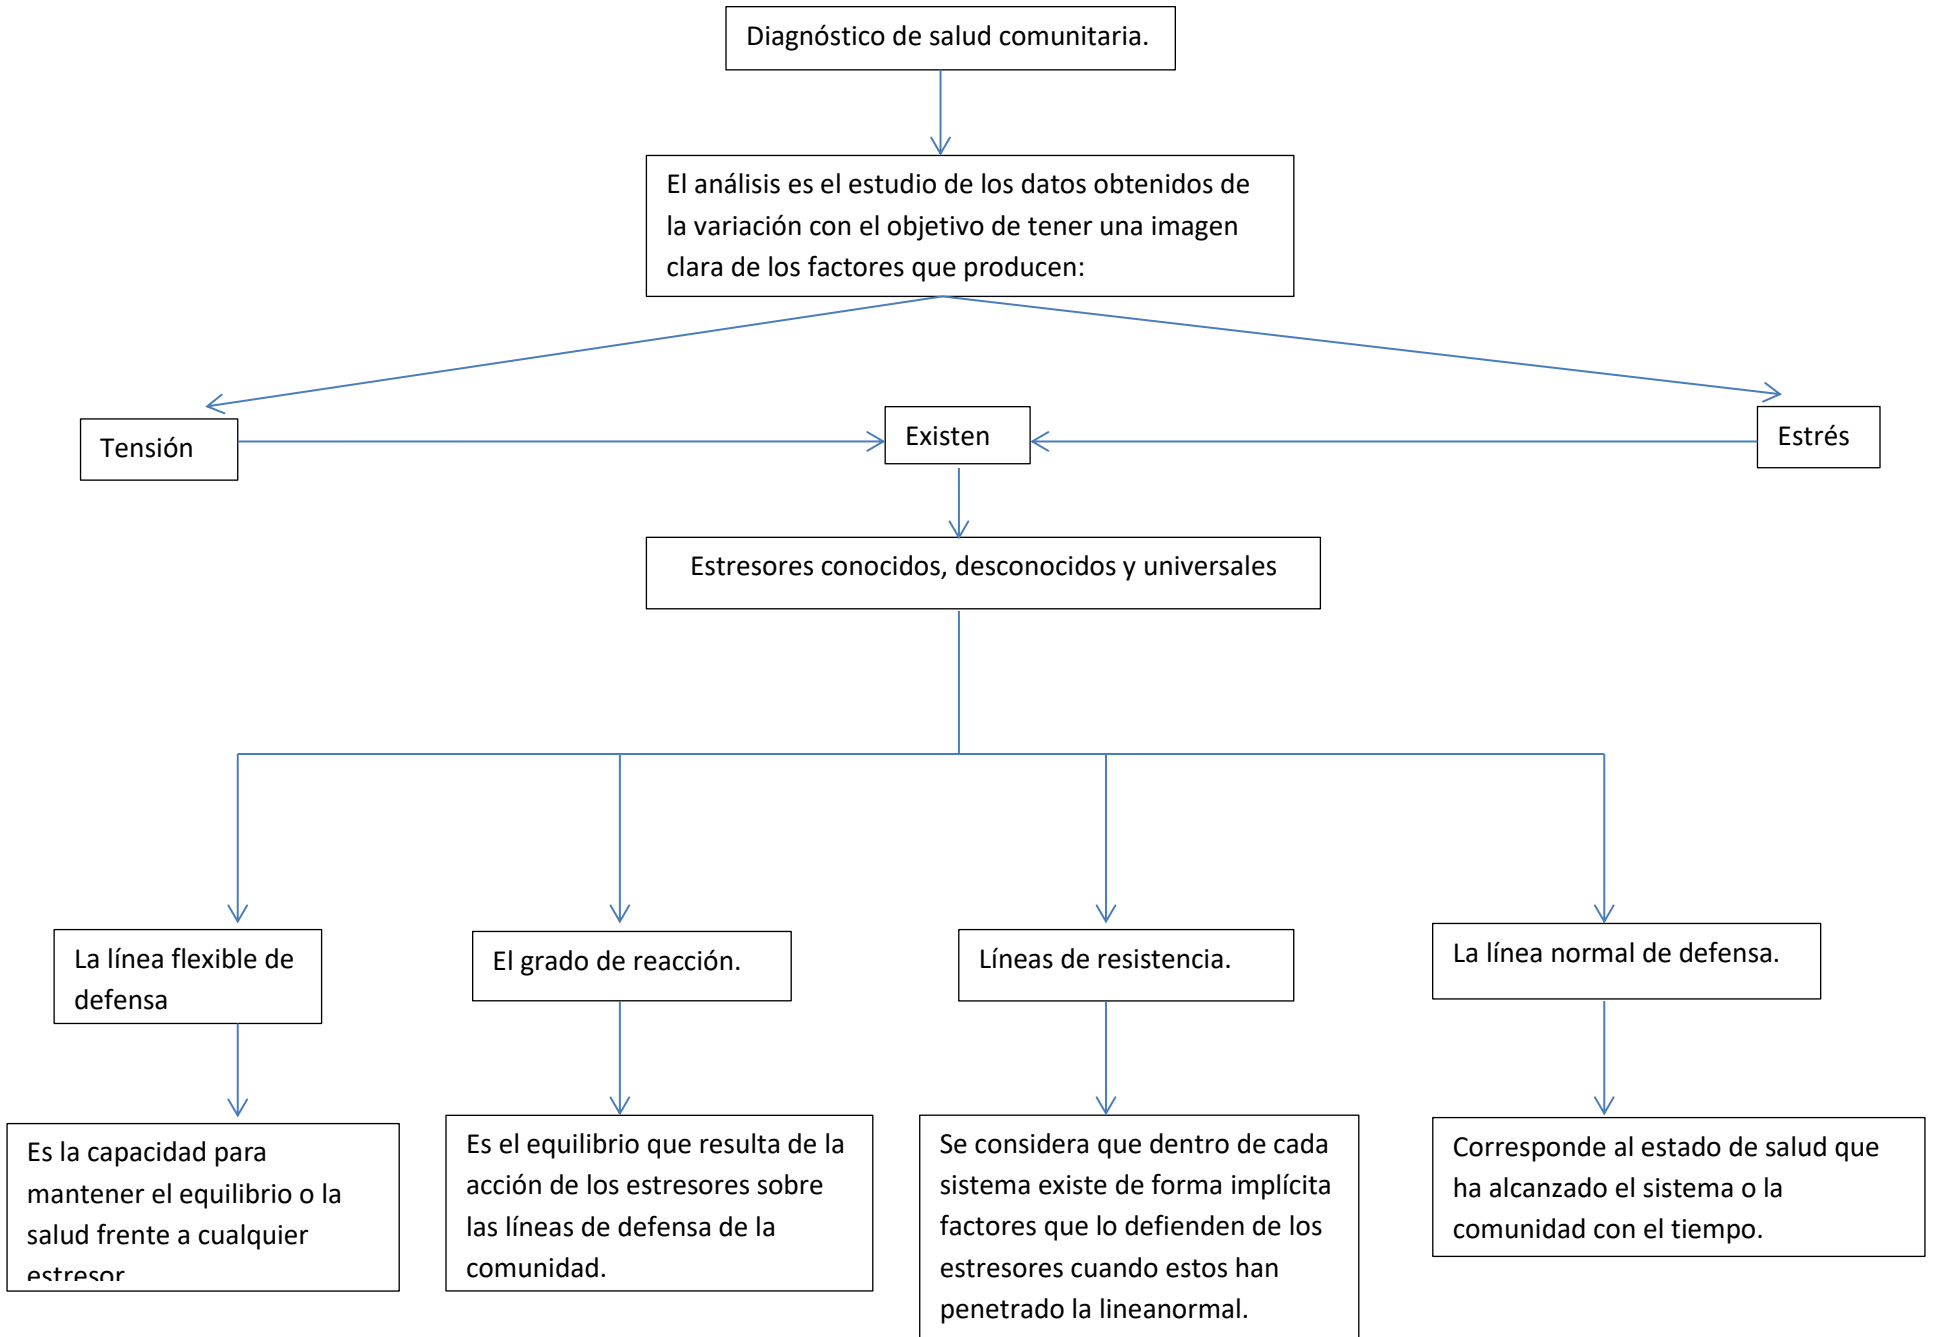 Diagnóstico de salud comunitaria.
El análisis es el estudio de los datos obtenidos de
la variación con el objetivo de tener una imagen
clara de los factores que producen:
Tensión
Existen
Estrés
Estresores conocidos, desconocidos y universales
La línea flexible de
defensa
El grado de reacción.
Líneas de resistencia.
La línea normal de defensa.
Es la capacidad para
mantener el equilibrio o la
salud frente a cualquier
estresor
Es el equilibrio que resulta de la
acción de los estresores sobre
las líneas de defensa de la
comunidad.
Se considera que dentro de cada
sistema existe de forma implícita
factores que lo defienden de los
estresores cuando estos han
penetrado la lineanormal.
Corresponde al estado de salud que
ha alcanzado el sistema o la
comunidad con el tiempo.